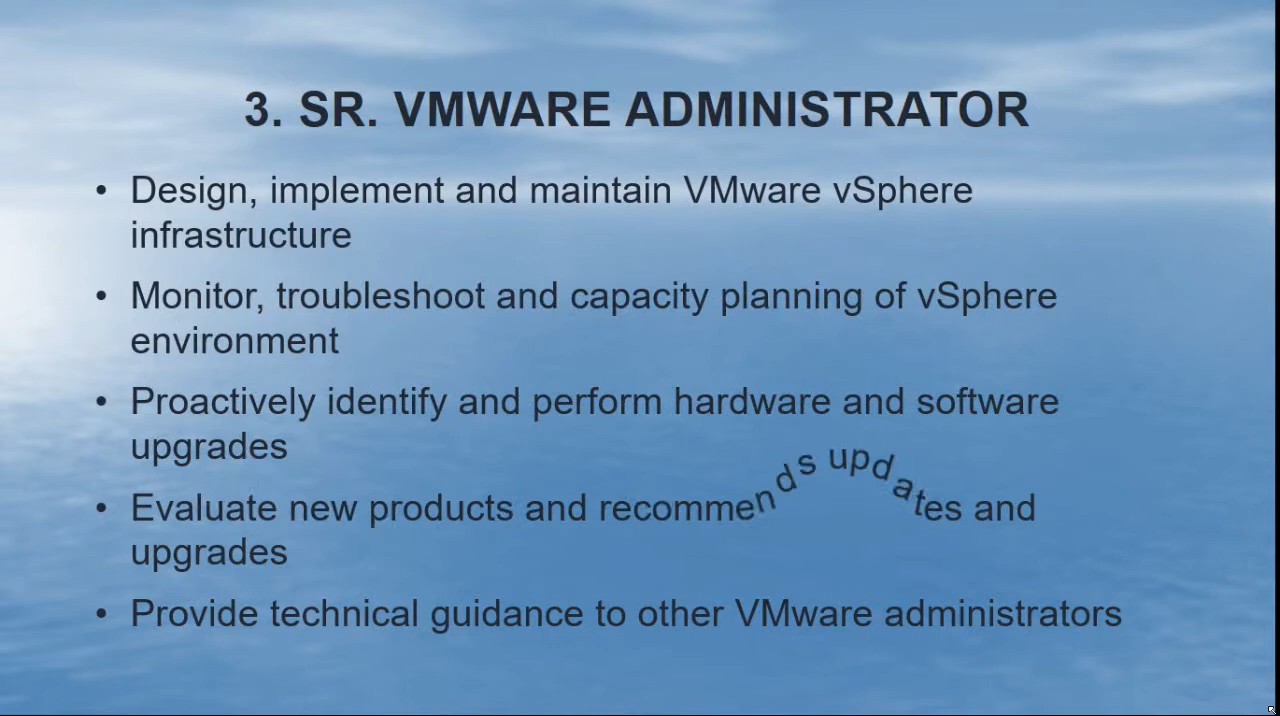 3. SR. VMWARE ADMINISTRATOR
• Design, implement and maintain VMware vSphere
infrastructure
• Monitor, troubleshoot and capacity planning of vSphere
environment
• Proactively identify and perform hardware and software
upgrades
• Evaluate new products and recommends updates and
upgrades
• Provide technical guidance to other VMware administrators